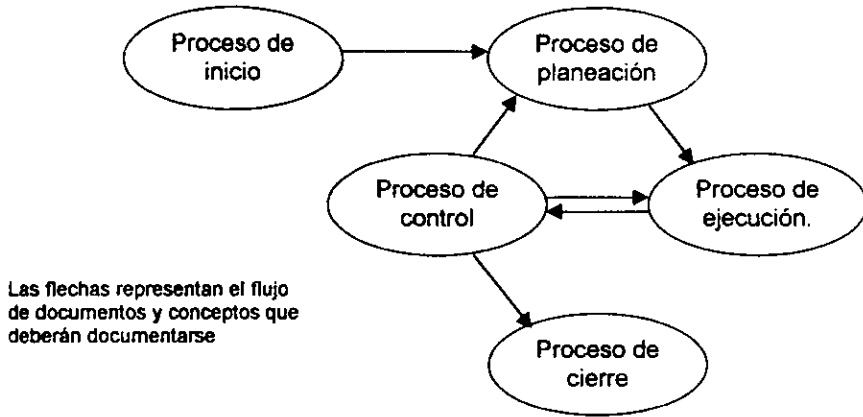 Proceso de
inicio
Proceso de
planeación
Proceso de
control
Proceso de
ejecución.
Las flechas representan el flujo
de documentos y conceptos que
deberán documentarse
Proceso de
cierre